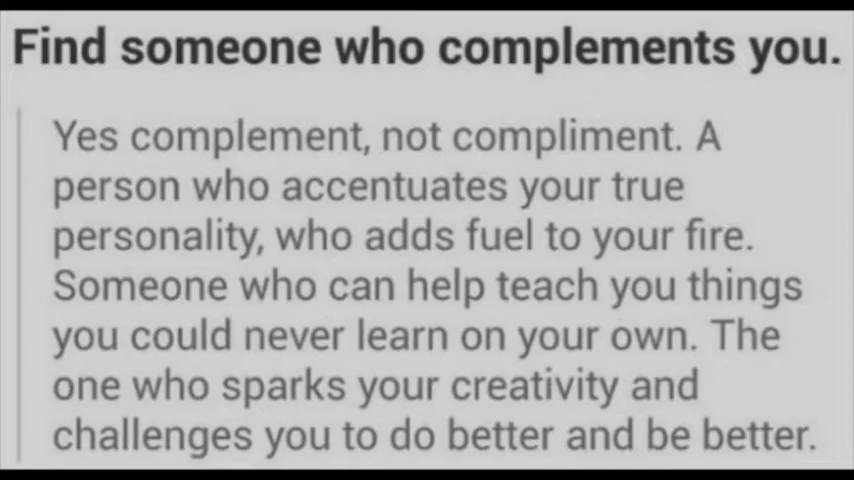 Find someone who complements you.
Yes complement, not compliment. A
person who accentuates your true
personality, who adds fuel to your fire.
Someone who can help teach you things
you could never learn on your own. The
one who sparks your creativity and
challenges you to do better and be better.